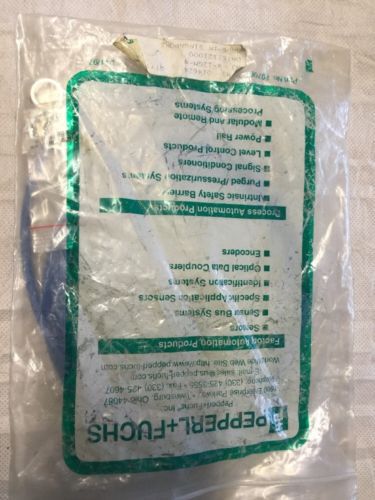 PEPPERL+FUCHS
Pepperl+Fuchs, Inc.
1600 Enterprise Parkway • Twinsburg, Ohio 44087
Telephone (330) 425-3555 • Fax (330) 425-4607
E-mail: sales@us.pepperl-fuchs.com
Worldwide Web Site: http://www.pepperl-fuchs.com
Factory Automation Products
Sensors
Sensor Bus Systems
Specific Application Sensors
Identification Systems
Optical Data Couplers
Encoders
Process Automation Products
Intrinsic Safety Barriers
Purged/Pressurization Systems
Signal Conditioners
Level Control Products
Power Rail
Modular and Remote
Processing Systems